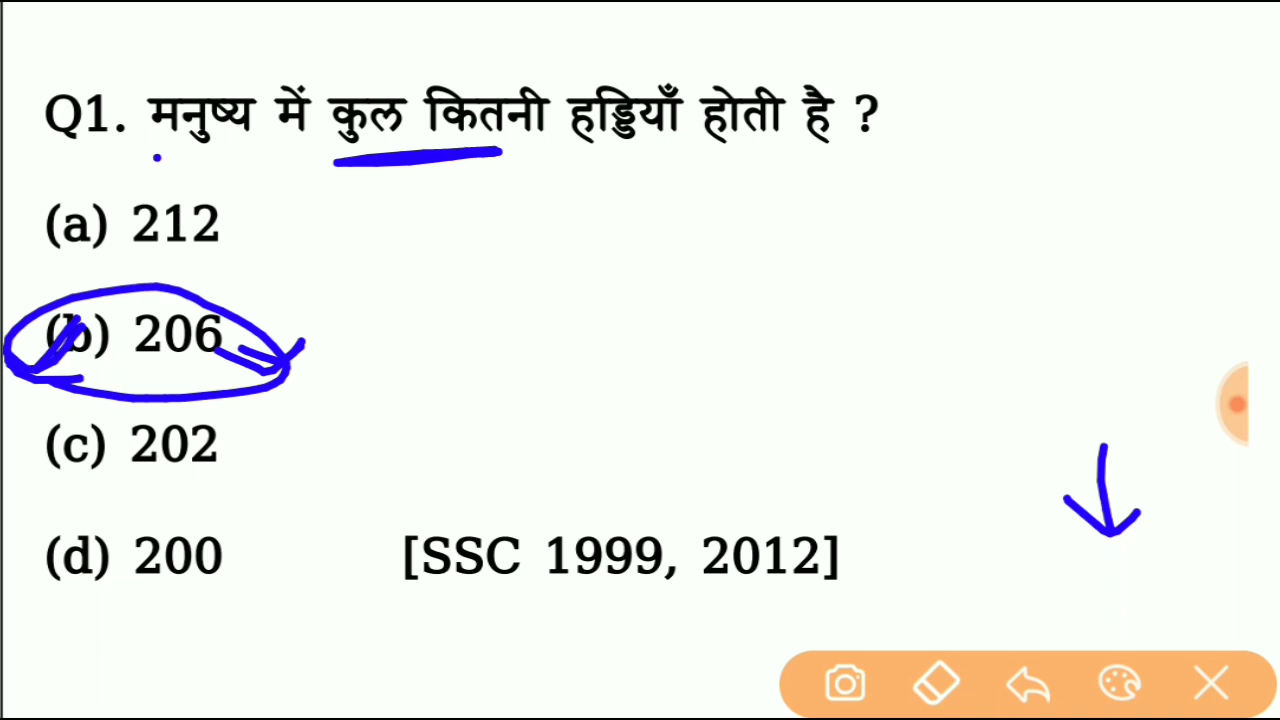 Q1. मनुष्य में कुल कितनी हड्डियाँ होती है ?
(a) 212
(b) 206
(c) 202
(d) 200 [SSC 1999, 2012]